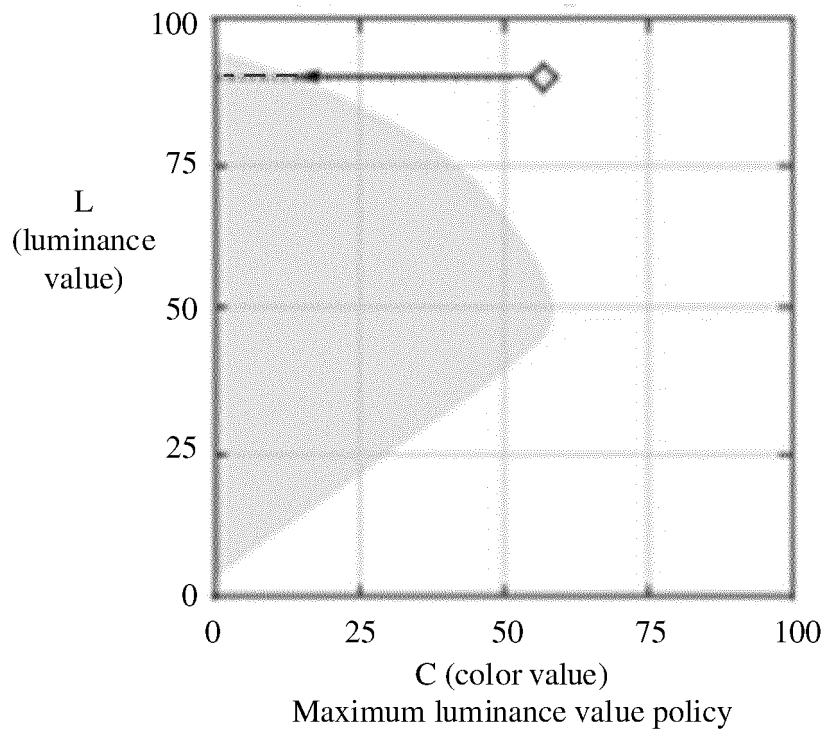 100
75
L
(luminance
value)
50
25
0
0 25 50 75 100
C (color value)
Maximum luminance value policy